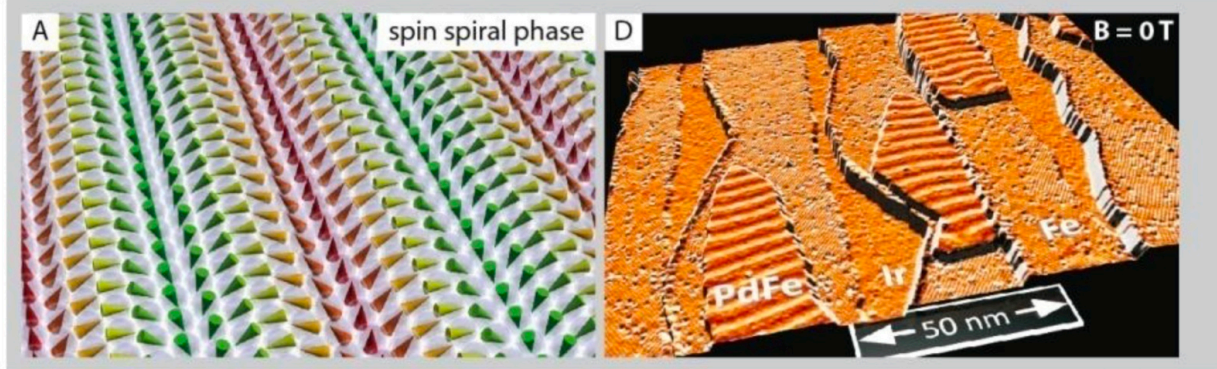 A
spin spiral phase
D
B = 0 T
PdFe
Ir
Fe
50 nm